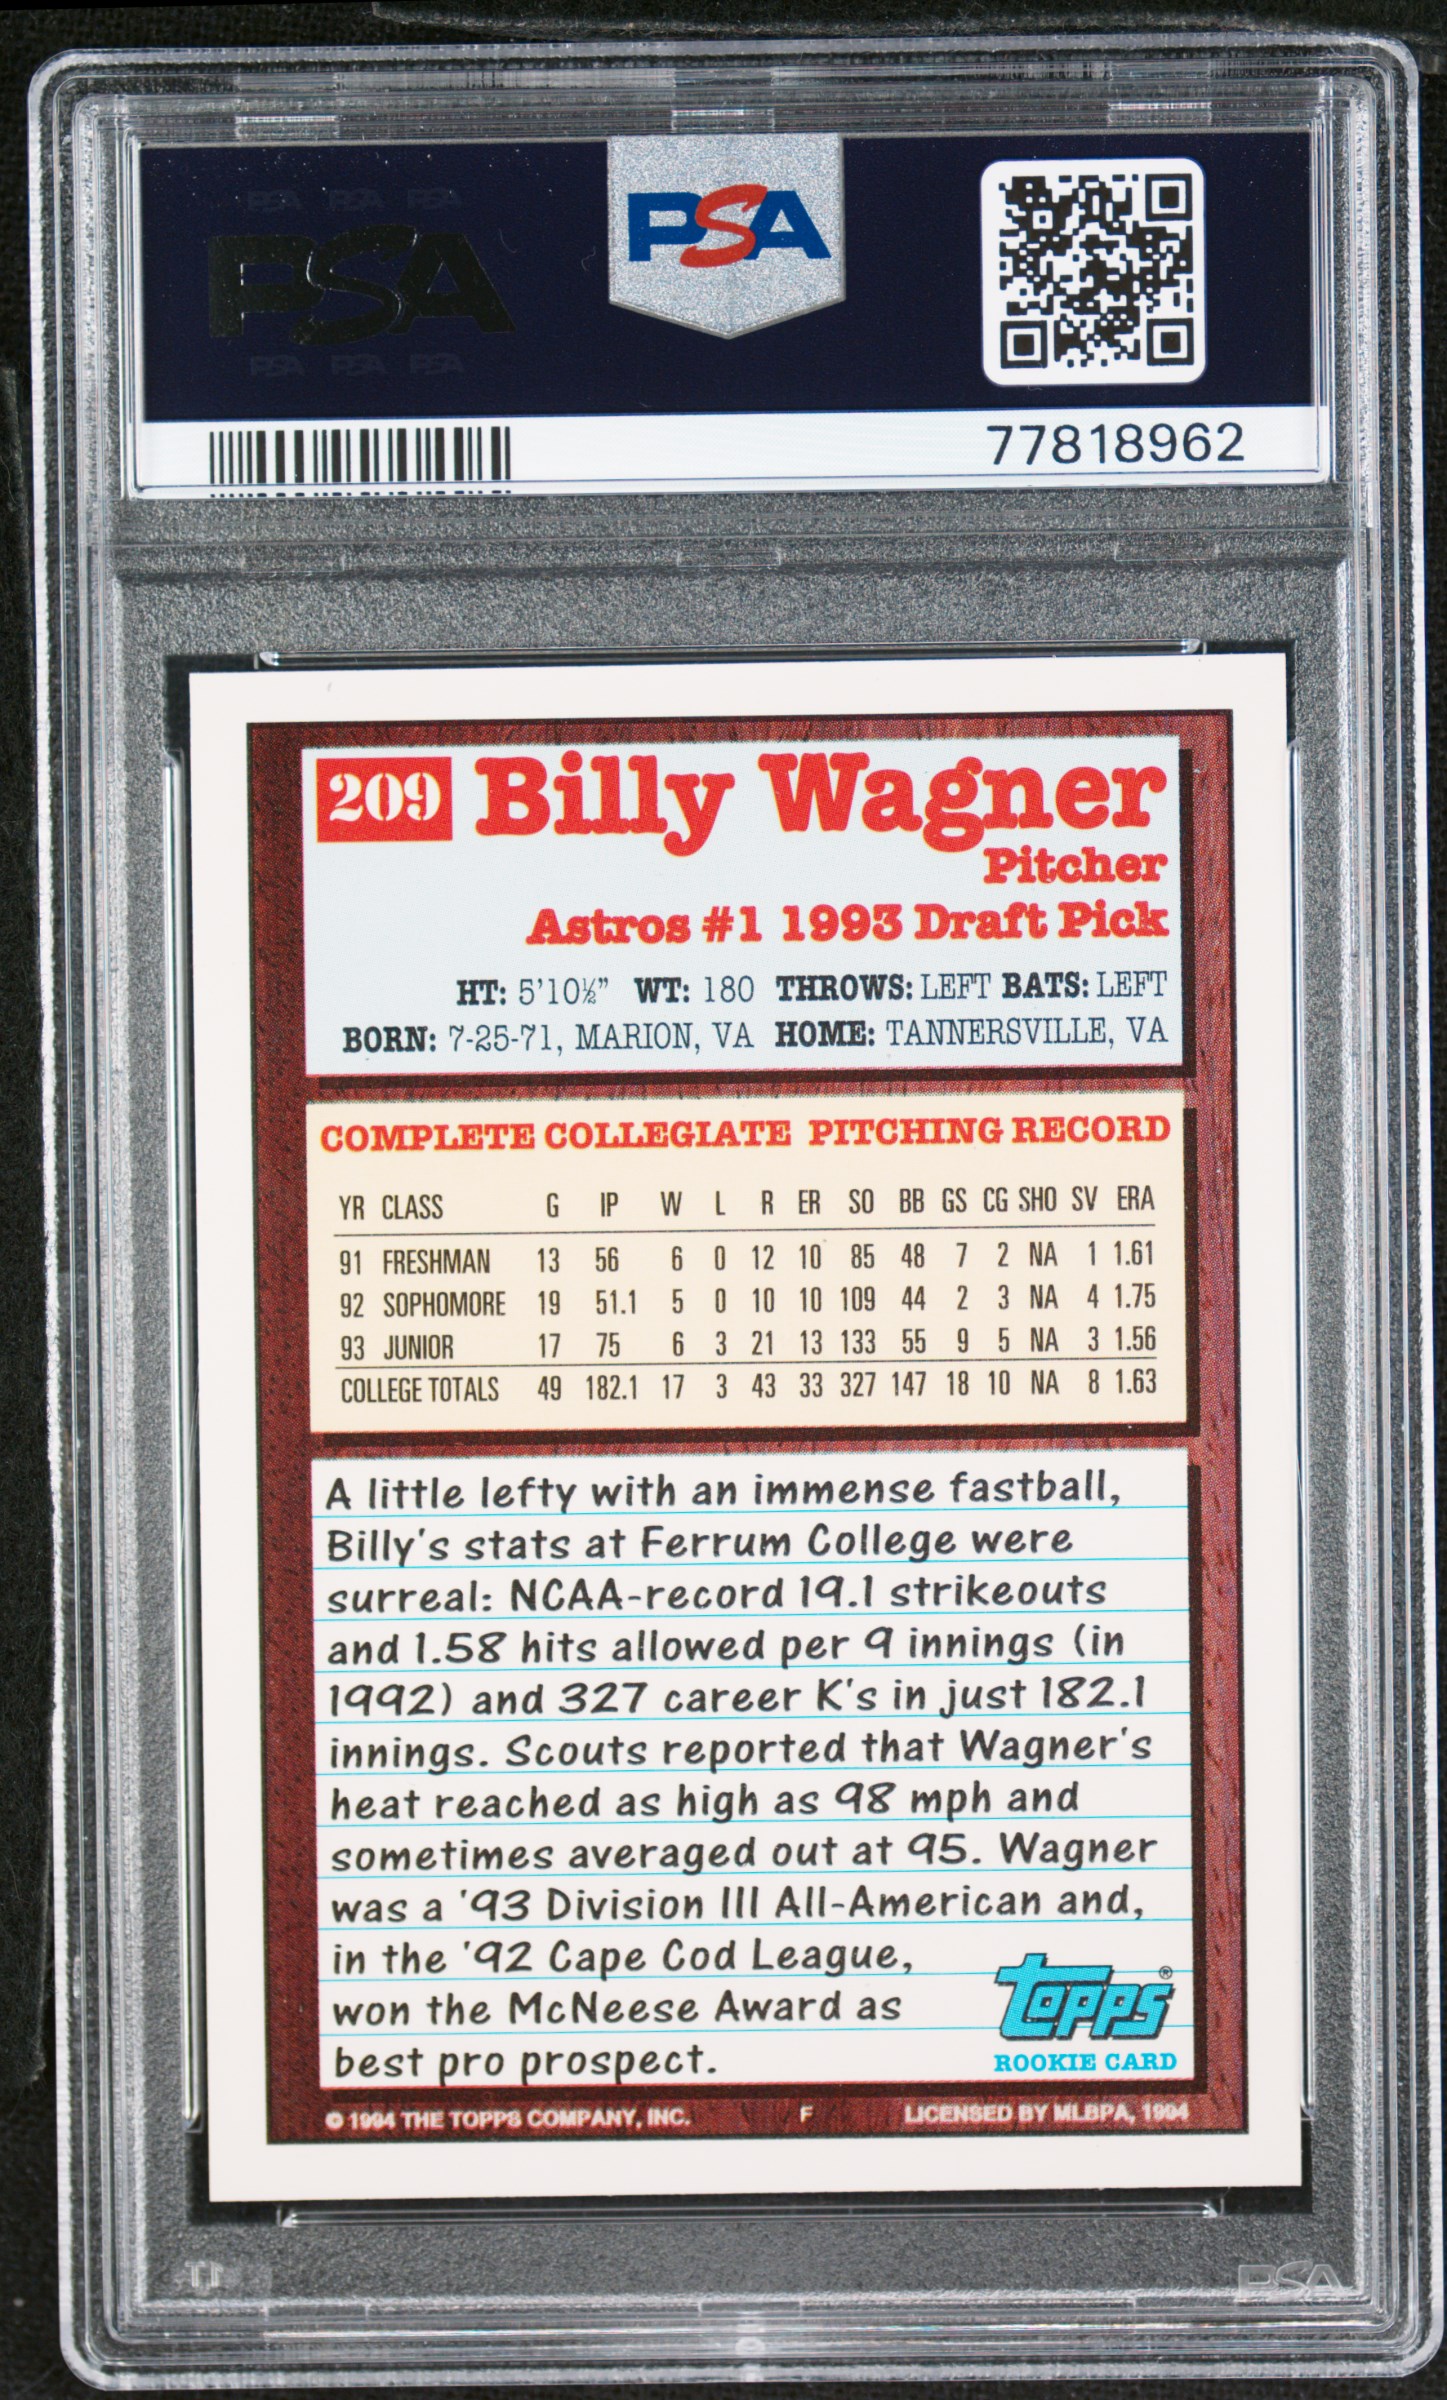 PSA PSA PSA
PSA
PSA PSA PSA
PSA
77818962
209 Billy Wagner
Pitcher
Astros #1 1993 Draft Pick
HT: 5'10½" WT: 180 THROWS: LEFT BATS: LEFT
BORN: 7-25-71, MARION, VA HOME: TANNERSVILLE, VA
COMPLETE COLLEGIATE PITCHING RECORD
YR CLASS G IP W L R ER SO BB GS CG SHO SV ERA
91 FRESHMAN 13 56 6 0 12 10 85 48 7 2 NA 1 1.61
92 SOPHOMORE 19 51.1 5 0 10 10 109 44 2 3 NA 4 1.75
93 JUNIOR 17 75 6 3 21 13 133 55 9 5 NA 3 1.56
COLLEGE TOTALS 49 182.1 17 3 43 33 327 147 18 10 NA 8 1.63
A little lefty with an immense fastball,
Billy's stats at Ferrum College were
surreal: NCAA-record 19.1 strikeouts
and 1.58 hits allowed per 9 innings (in
1992) and 327 career K's in just 182.1
innings. Scouts reported that Wagner's
heat reached as high as 98 mph and
sometimes averaged out at 95. Wagner
was a '93 Division III All-American and,
in the '92 Cape Cod League,
won the McNeese Award as
best pro prospect.
Topps®
ROOKIE CARD
© 1994 THE TOPPS COMPANY, INC. F LICENSED BY MLBPA, 1994
PSA